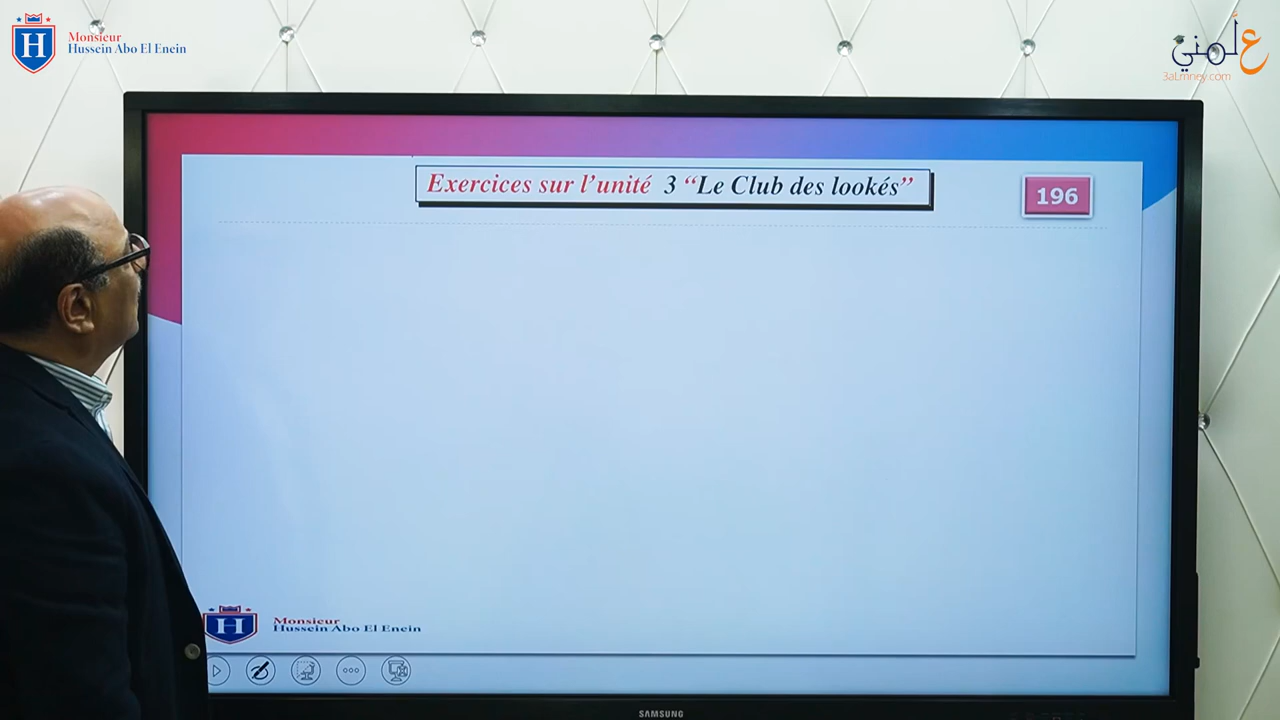 Monsieur
Hussein Abo El Enein
علمني
3aLmney.com
Exercices sur l'unité 3 “Le Club des lookés”
196
H
Monsieur
Hussein Abo El Enein
H
SAMSUNG